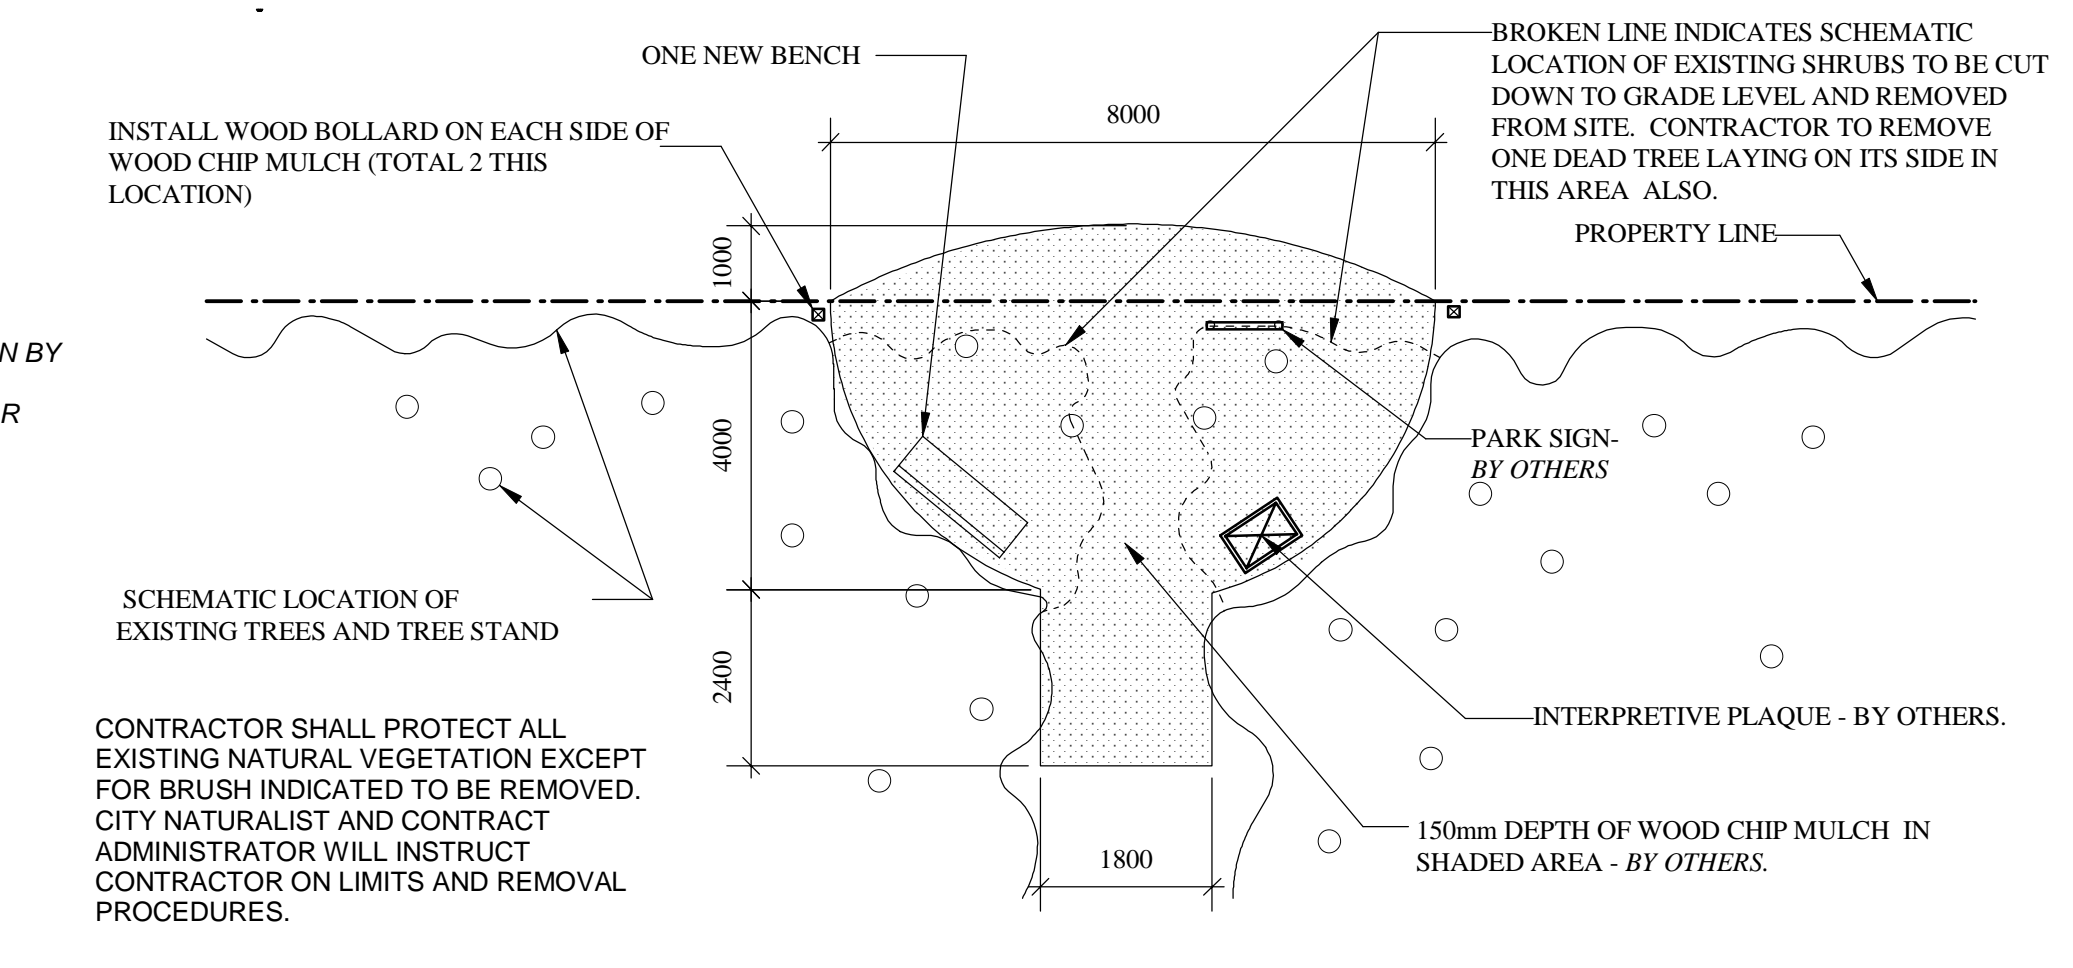 ONE NEW BENCH
BROKEN LINE INDICATES SCHEMATIC
LOCATION OF EXISTING SHRUBS TO BE CUT
DOWN TO GRADE LEVEL AND REMOVED
FROM SITE.  CONTRACTOR TO REMOVE
ONE DEAD TREE LAYING ON ITS SIDE IN
THIS AREA  ALSO.
8000
INSTALL WOOD BOLLARD ON EACH SIDE OF
WOOD CHIP MULCH (TOTAL 2 THIS
LOCATION)
PROPERTY LINE
1000
N BY
R
4000
PARK SIGN-
BY OTHERS
SCHEMATIC LOCATION OF
EXISTING TREES AND TREE STAND
2400
INTERPRETIVE PLAQUE - BY OTHERS.
CONTRACTOR SHALL PROTECT ALL
EXISTING NATURAL VEGETATION EXCEPT
FOR BRUSH INDICATED TO BE REMOVED.
CITY NATURALIST AND CONTRACT
ADMINISTRATOR WILL INSTRUCT
CONTRACTOR ON LIMITS AND REMOVAL
PROCEDURES.
1800
150mm DEPTH OF WOOD CHIP MULCH  IN
SHADED AREA - BY OTHERS.